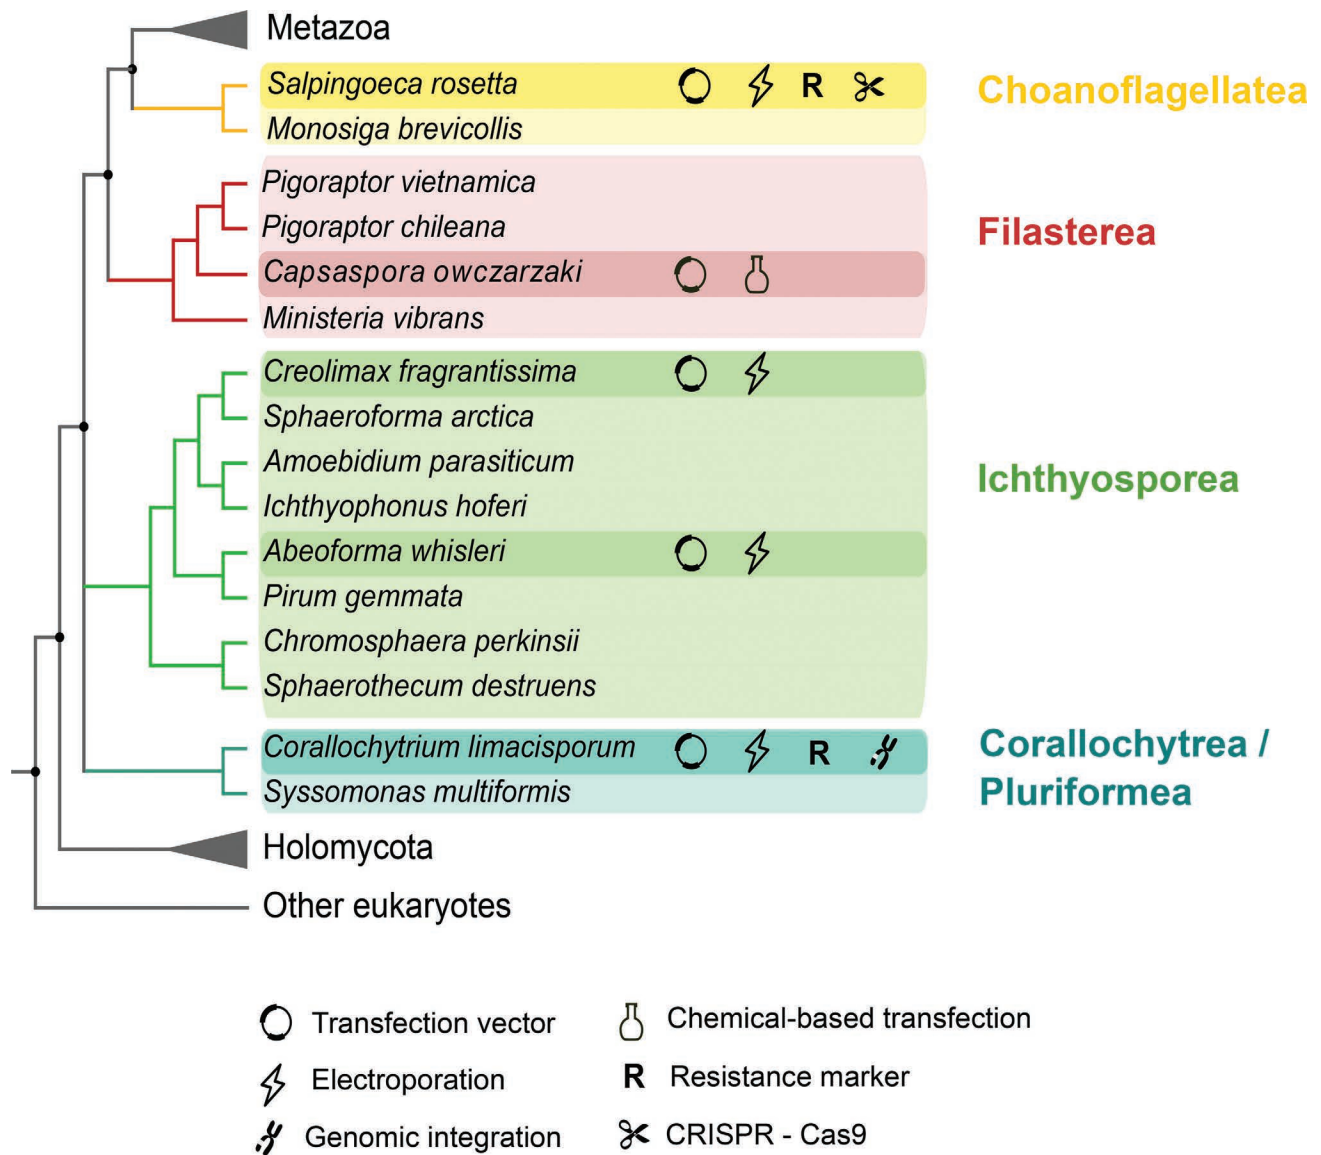 Metazoa
Salpingoeca rosetta R
Choanoflagellatea
Monosiga brevicollis
Pigoraptor vietnamica
Pigoraptor chileana
Filasterea
Capsaspora owczarzaki
Ministeria vibrans
Creolimax fragrantissima
Sphaeroforma arctica
Amoebidium parasiticum
Ichthyosporea
Ichthyophonus hoferi
Abeoforma whisleri
Pirum gemmata
Chromosphaera perkinsii
Sphaerothecum destruens
Corallochytrium limacisporum R
Corallochytrea /
Pluriformea
Syssomonas multiformis
Holomycota
Other eukaryotes
Transfection vector
Chemical-based transfection
Electroporation
R Resistance marker
Genomic integration
CRISPR - Cas9